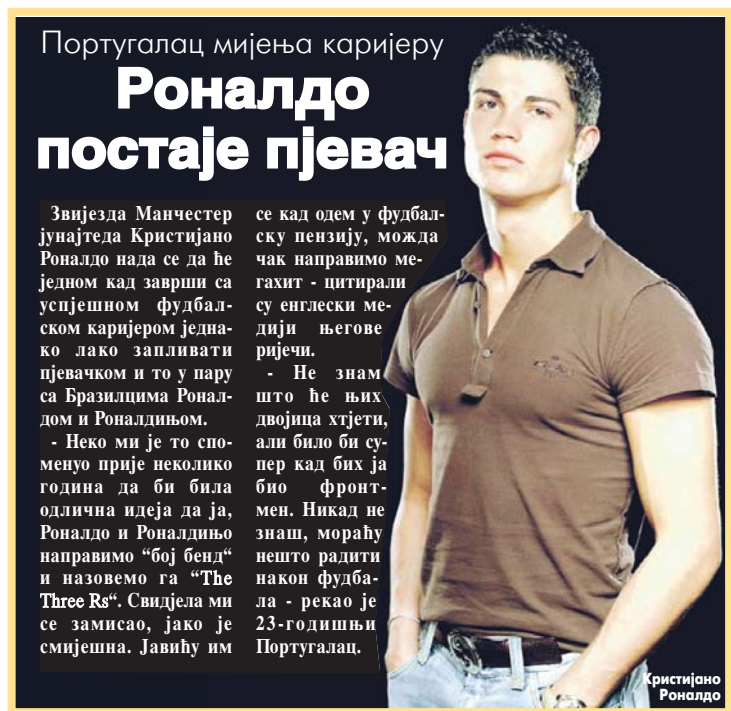 Португалац мијења каријеру
Роналдо
постаје пјевач
Звијезда Манчестер
јунајтеда Кристијано
Роналдо нада се да ће
једном кад заврши са
успјешном фудбал-
ском каријером једна-
ко лако запливати
пјевачком и то у пару
са Бразилцима Ронал-
дом и Роналдињом.
- Неко ми је то спо-
менуо прије неколико
година да би била
одлична идеја да ја,
Роналдо и Роналдињо
направимо “бој бенд“
и назовемо га “The
Three Rs“. Свидјела ми
се замисао, јако је
смијешна. Јавићу им
се кад одем у фудбал-
ску пензију, можда
чак направимо ме-
гахит - цитирали
су енглески ме-
дији његове
ријечи.
- Не знам
што ће њих
двојица хтјети,
али било би су-
пер кад бих ја
био фронт-
мен. Никад не
знаш, мораћу
нешто радити
након фудба-
ла - рекао је
23-годишњи
Португалац.
Кристијано
Роналдо